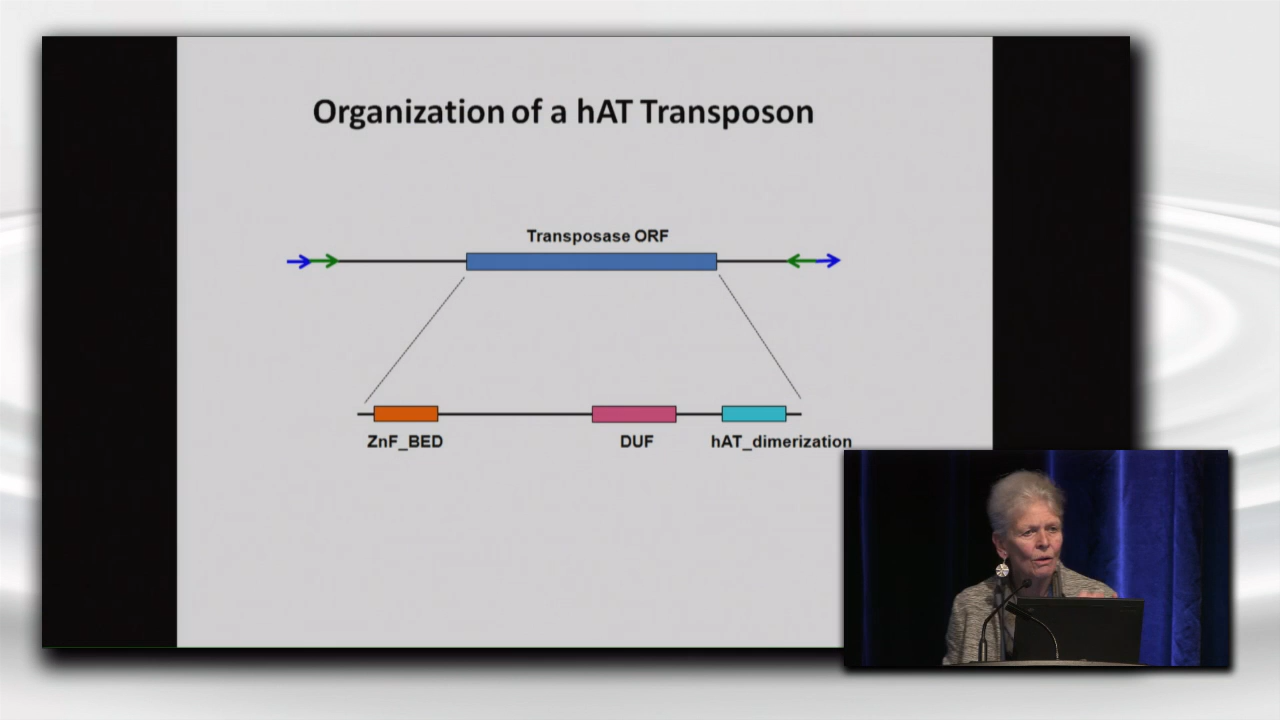 Organization of a hAT Transposon
Transposase ORF
ZnF_BED DUF hAT_dimerization